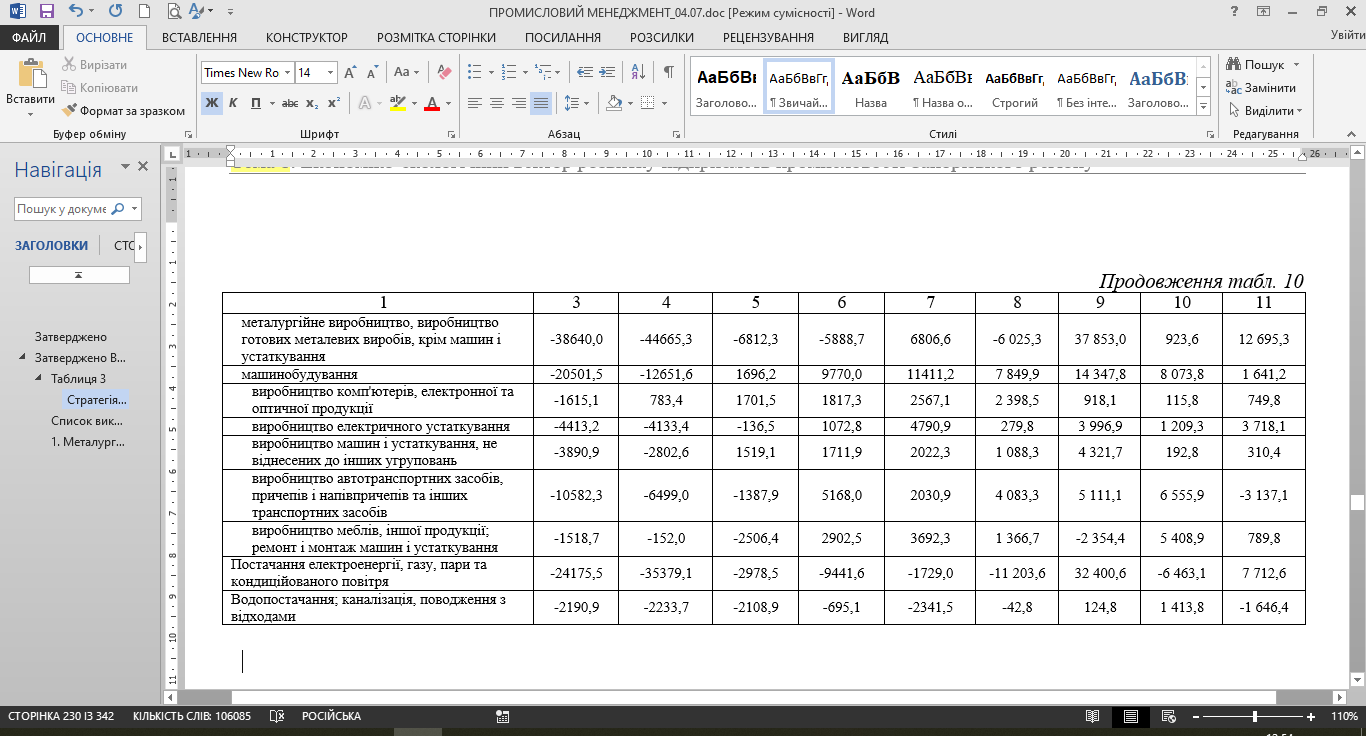 ПРОМИСЛОВИЙ МЕНЕДЖМЕНТ_04.07.doc [Режим сумісності] - Word
ФАЙЛ ОСНОВНЕ ВСТАВЛЕННЯ КОНСТРУКТОР РОЗМІТКА СТОРІНКИ ПОСИЛАННЯ РОЗСИЛКИ РЕЦЕНЗУВАННЯ ВИГЛЯД Увійти
Вставити
Вирізати
Копіювати
Формат за зразком
Буфер обміну
Times New Ro 14
Шрифт
Абзац
АаБбВı Заголово...
АаБбВвГг, ¶ Звичай...
АаБбВ Назва
АаБбВı ¶ Назва о...
АаБбВвГг, Строгий
АаБбВвГг, ¶ Без інте...
АаБбВ Заголово...
Стилі
Пошук
Замінити
Виділити
Редагування
Навігація
Пошук у докуме
ЗАГОЛОВКИ СТО
Затверджено
Затверджено В...
Таблиця 3
Стратегія...
Список вик...
1. Металург...
Продовження табл. 10
1 3 4 5 6 7 8 9 10 11
металургійне виробництво, виробництво
готових металевих виробів, крім машин і
устаткування
-38640,0 -44665,3 -6812,3 -5888,7 6806,6 -6 025,3 37 853,0 923,6 12 695,3
машинобудування -20501,5 -12651,6 1696,2 9770,0 11411,2 7 849,9 14 347,8 8 073,8 1 641,2
виробництво комп'ютерів, електронної та
оптичної продукції
-1615,1 783,4 1701,5 1817,3 2567,1 2 398,5 918,1 115,8 749,8
виробництво електричного устаткування -4413,2 -4133,4 -136,5 1072,8 4790,9 279,8 3 996,9 1 209,3 3 718,1
виробництво машин і устаткування, не
віднесених до інших угруповань
-3890,9 -2802,6 1519,1 1711,9 2022,3 1 088,3 4 321,7 192,8 310,4
виробництво автотранспортних засобів,
причепів і напівпричепів та інших
транспортних засобів
-10582,3 -6499,0 -1387,9 5168,0 2030,9 4 083,3 5 111,1 6 555,9 -3 137,1
виробництво меблів, іншої продукції;
ремонт і монтаж машин і устаткування
-1518,7 -152,0 -2506,4 2902,5 3692,3 1 366,7 -2 354,4 5 408,9 789,8
Постачання електроенергії, газу, пари та
кондиційованого повітря
-24175,5 -35379,1 -2978,5 -9441,6 -1729,0 -11 203,6 32 400,6 -6 463,1 7 712,6
Водопостачання; каналізація, поводження з
відходами
-2190,9 -2233,7 -2108,9 -695,1 -2341,5 -42,8 124,8 1 413,8 -1 646,4
СТОРІНКА 230 ІЗ 342 КІЛЬКІСТЬ СЛІВ: 106085 РОСІЙСЬКА 110%